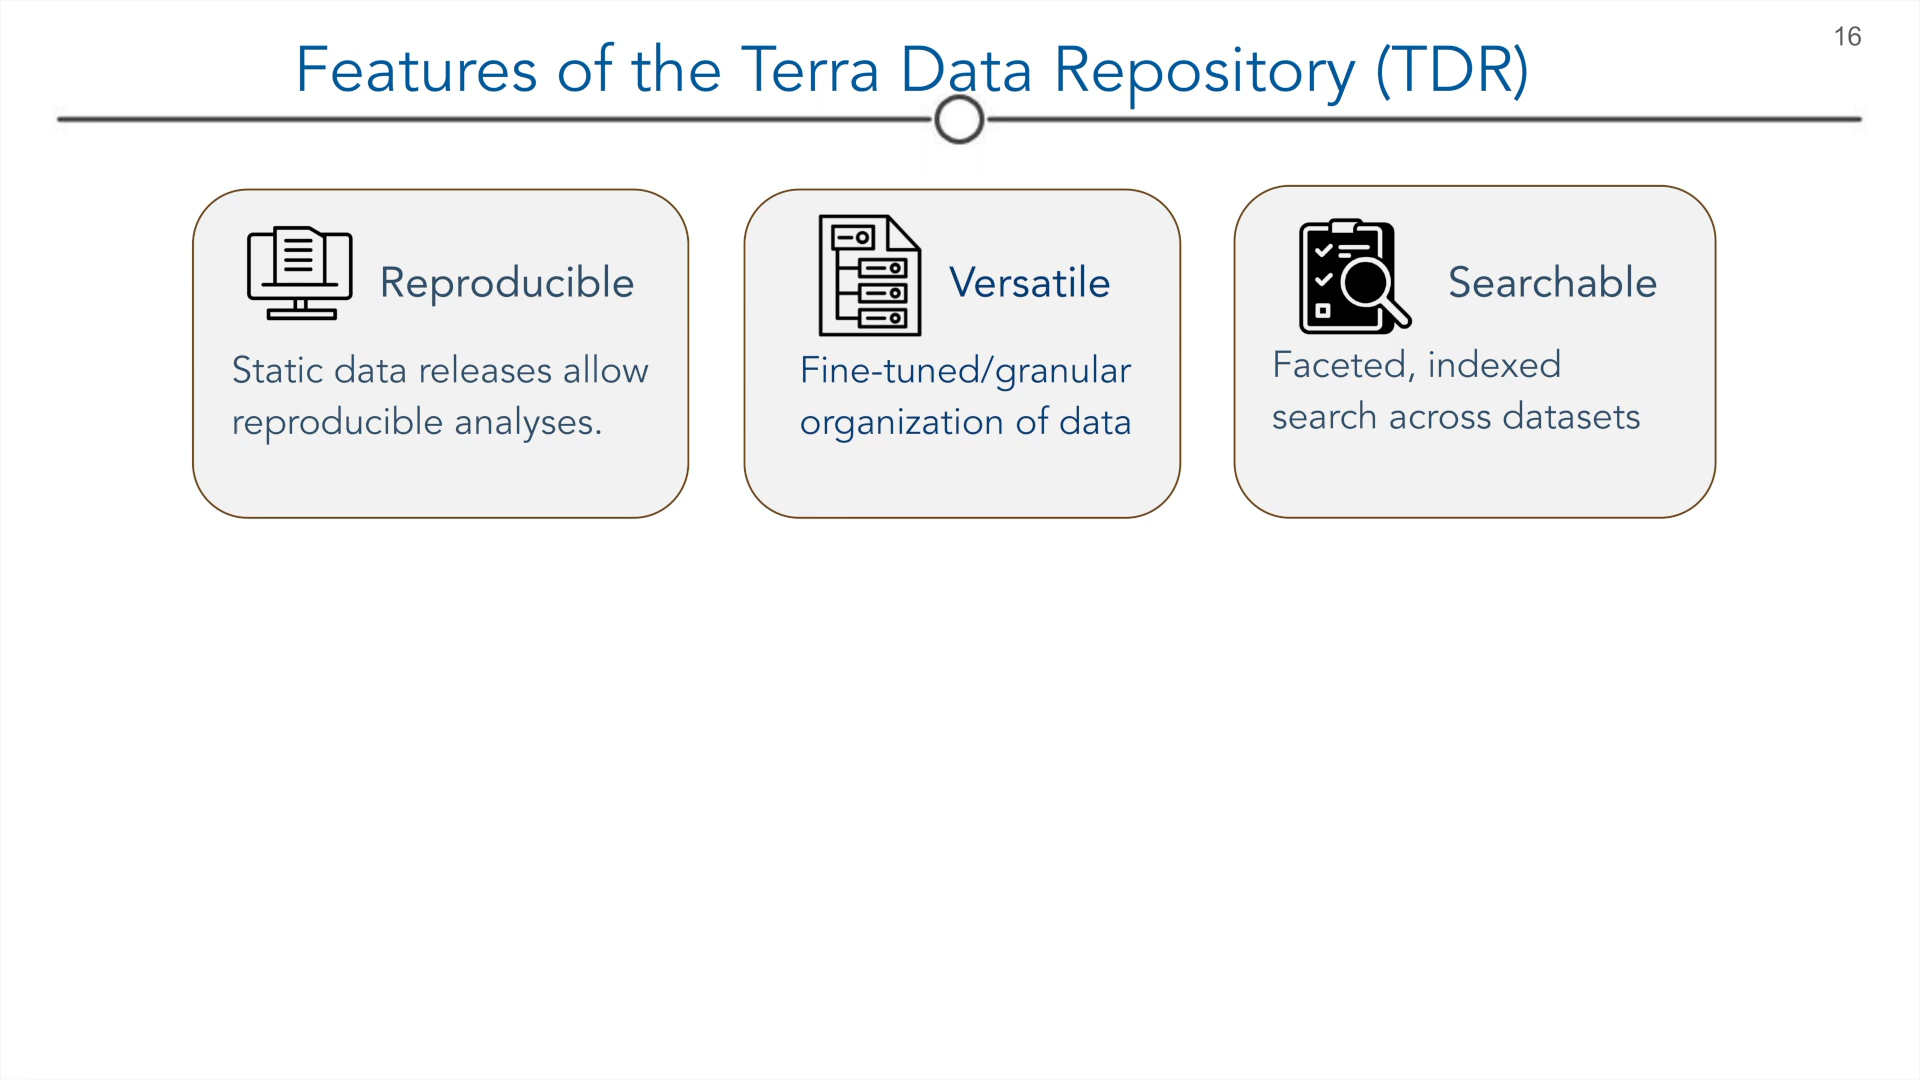 Features of the Terra Data Repository (TDR)
16
Reproducible
Static data releases allow
reproducible analyses.
Versatile
Fine-tuned/granular
organization of data
Searchable
Faceted, indexed
search across datasets